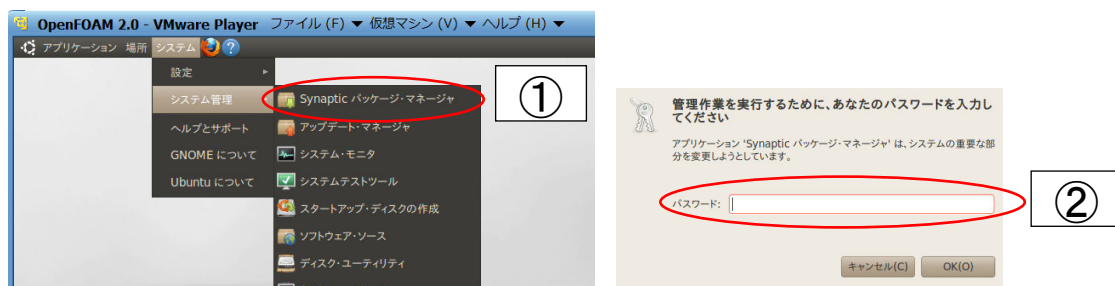 OpenFOAM 2.0 - VMware Player ファイル (F) ▼ 仮想マシン (V) ▼ ヘルプ (H) ▼
アプリケーション 場所 システム
設定
システム管理
ヘルプとサポート
GNOME について
Ubuntu について
Synaptic パッケージ・マネージャ
アップデート・マネージャ
システム・モニタ
システムテストツール
スタートアップ・ディスクの作成
ソフトウェア・ソース
ディスク・ユーティリティ
①
管理作業を実行するために、あなたのパスワードを入力し
てください
アプリケーション 'Synaptic パッケージ・マネージャ' は、システムの重要な部
分を変更しようとしています。
パスワード:
キャンセル(C) OK(O)
②